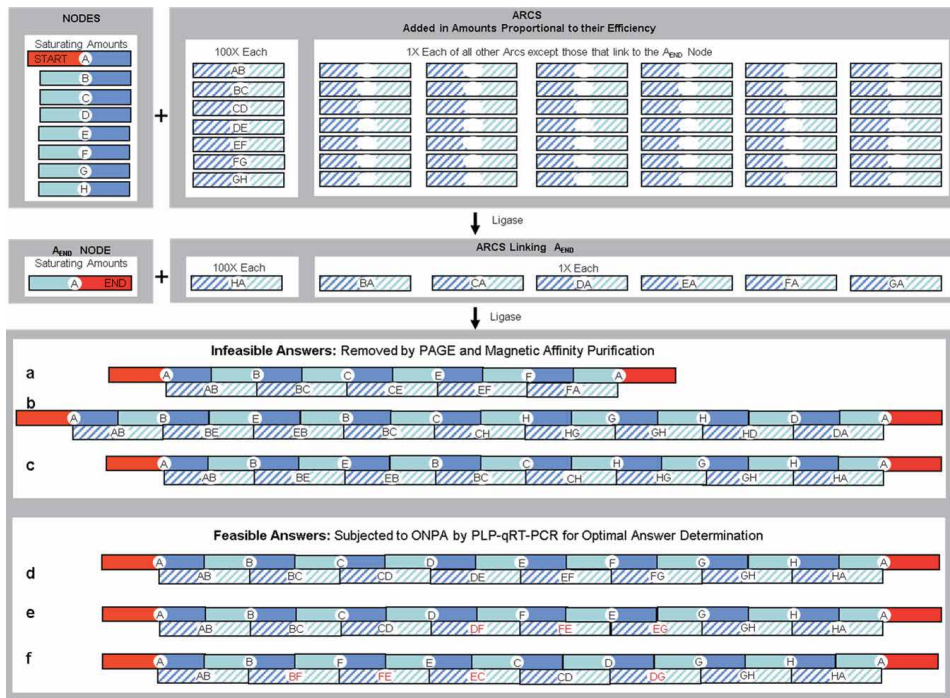 NODES
Saturating Amounts
START A
B
C
D
E
F
G
H
+
ARCS
Added in Amounts Proportional to their Efficiency
100X Each
AB
BC
CD
DE
EF
FG
GH
1X Each of all other Arcs except those that link to the A_END Node
Ligase
A_END NODE
Saturating Amounts
A END
+
ARCS Linking A_END
100X Each
HA
1X Each
BA CA DA EA FA GA
Ligase
Infeasible Answers: Removed by PAGE and Magnetic Affinity Purification
a
A B C E F A
AB BC CE EF FA
b
A B E B C H G H D A
AB BE EB BC CH HG GH HD DA
c
A B E B C H G H A
AB BE EB BC CH HG GH HA
Feasible Answers: Subjected to ONPA by PLP-qRT-PCR for Optimal Answer Determination
d
A B C D E F G H A
AB BC CD DE EF FG GH HA
e
A B C D F E G H A
AB BC CD DF FE EG GH HA
f
A B F E C D G H A
AB BF FE EC CD DG GH HA